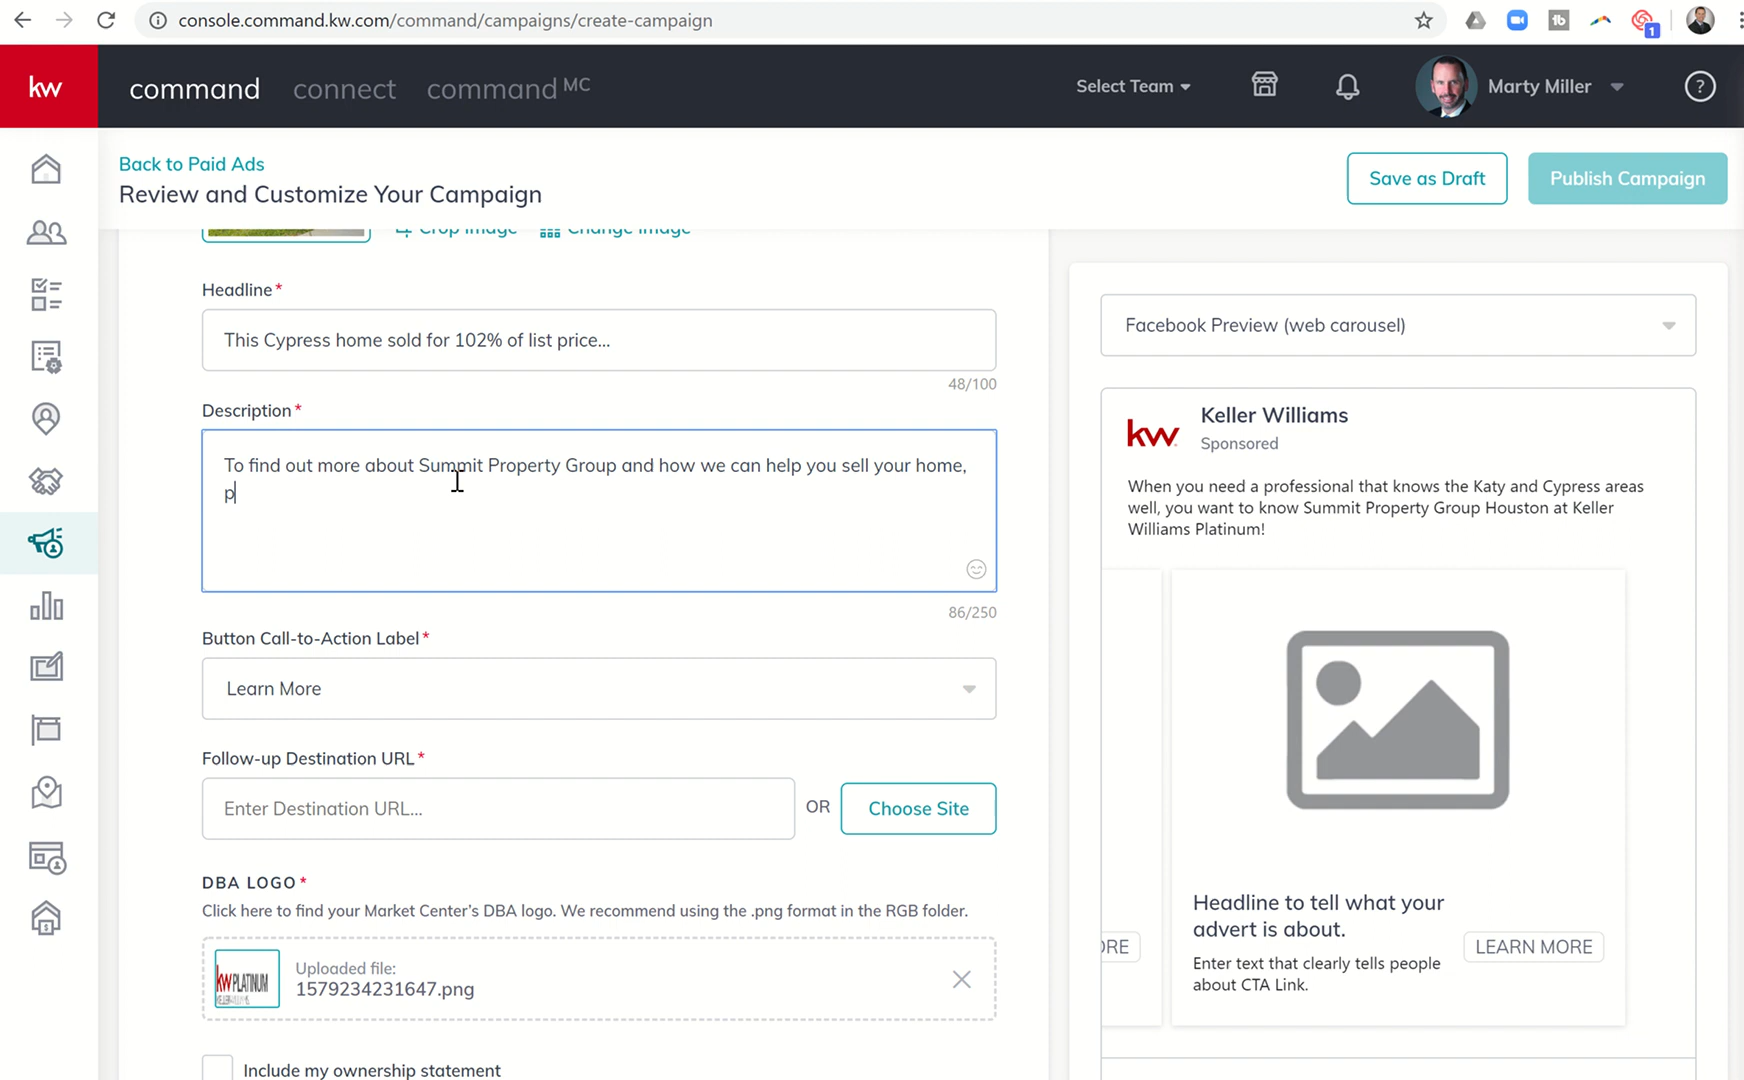 console.command.kw.com/command/campaigns/create-campaign
1
kw
command connect command MC
Select Team
Marty Miller
?
Back to Paid Ads
Review and Customize Your Campaign
Save as Draft
Publish Campaign
Crop Image
Change Image
Headline*
This Cypress home sold for 102% of list price...
48/100
Description*
To find out more about Summit Property Group and how we can help you sell your home,
p
86/250
Button Call-to-Action Label*
Learn More
Follow-up Destination URL*
Enter Destination URL...
OR
Choose Site
DBA LOGO*
Click here to find your Market Center's DBA logo. We recommend using the .png format in the RGB folder.
kw PLATINUM
Uploaded file:
1579234231647.png
Include my ownership statement
Facebook Preview (web carousel)
kw
Keller Williams
Sponsored
When you need a professional that knows the Katy and Cypress areas
well, you want to know Summit Property Group Houston at Keller
Williams Platinum!
ORE
Headline to tell what your
advert is about.
LEARN MORE
Enter text that clearly tells people
about CTA Link.